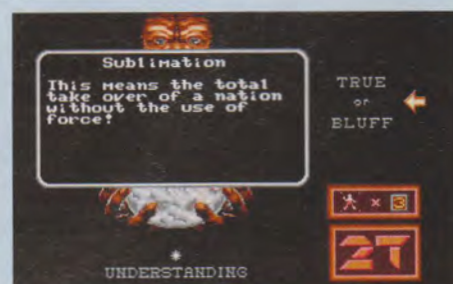 Sublimation
This means the total
take over of a nation
without the use of
force!
TRUE
or
BLUFF
× 3
27
UNDERSTANDING